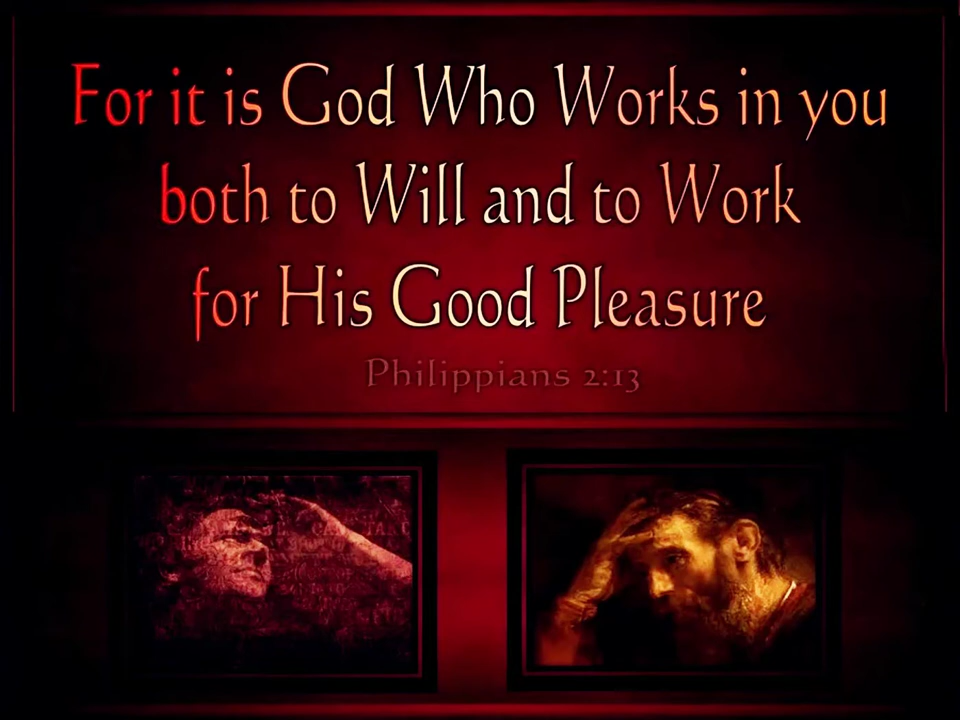 For it is God Who Works in you
both to Will and to Work
for His Good Pleasure
Philippians 2:13